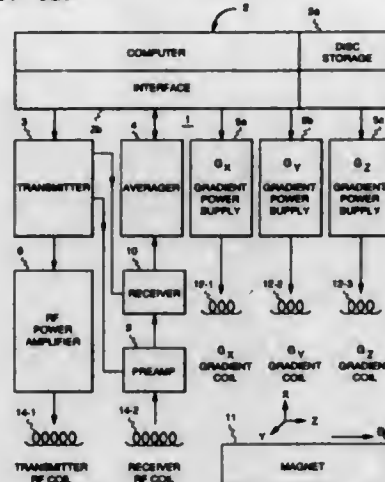 2
2a
COMPUTER
DISC
STORAGE
INTERFACE
3
2b
4
1
5a
5b
5c
TRANSMITTER
AVERAGER
GX
GRADIENT
POWER
SUPPLY
GY
GRADIENT
POWER
SUPPLY
GZ
GRADIENT
POWER
SUPPLY
6
10
RF
POWER
AMPLIFIER
RECEIVER
12-1
12-2
12-3
9
PREAMP
GX
GRADIENT
COIL
GY
GRADIENT
COIL
GZ
GRADIENT
COIL
14-1
14-2
X
Y
Z
11
TRANSMITTER
RF COIL
RECEIVER
RF COIL
MAGNET